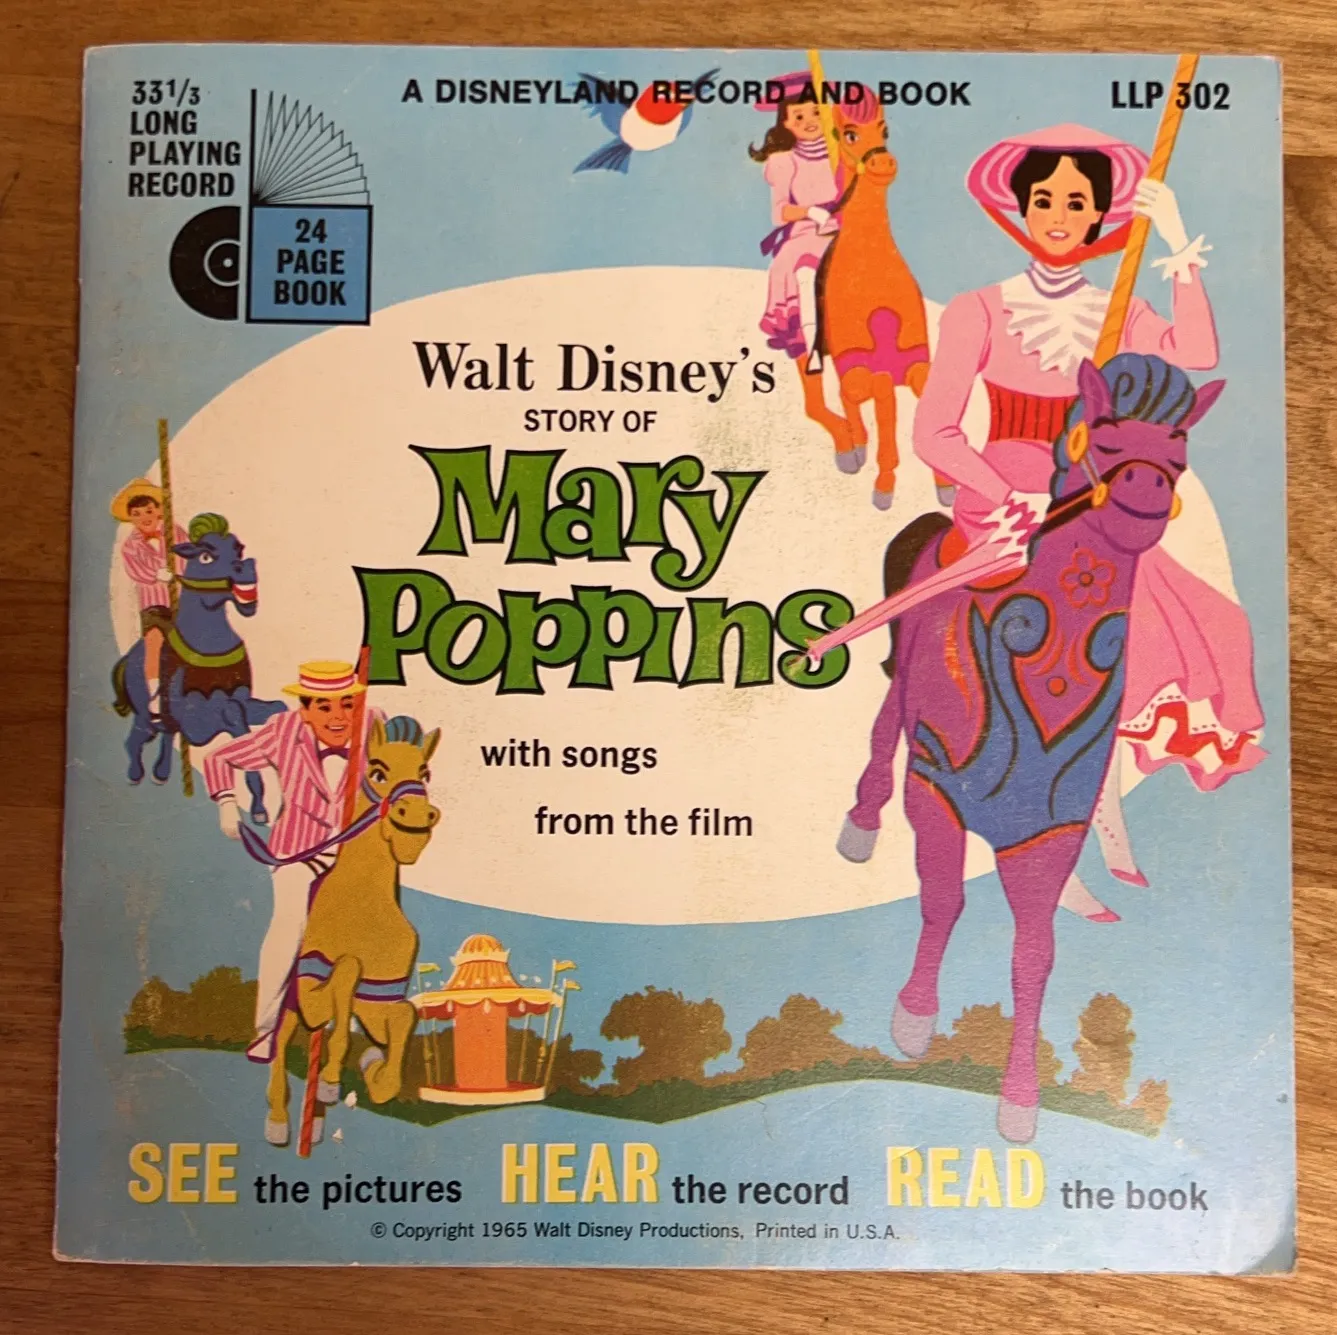 33 1/3
LONG
PLAYING
RECORD
24
PAGE
BOOK
A DISNEYLAND RECORD AND BOOK
LLP 302
Walt Disney's
STORY OF
Mary
Poppins
with songs
from the film
SEE the pictures HEAR the record READ the book
© Copyright 1965 Walt Disney Productions, Printed in U.S.A.